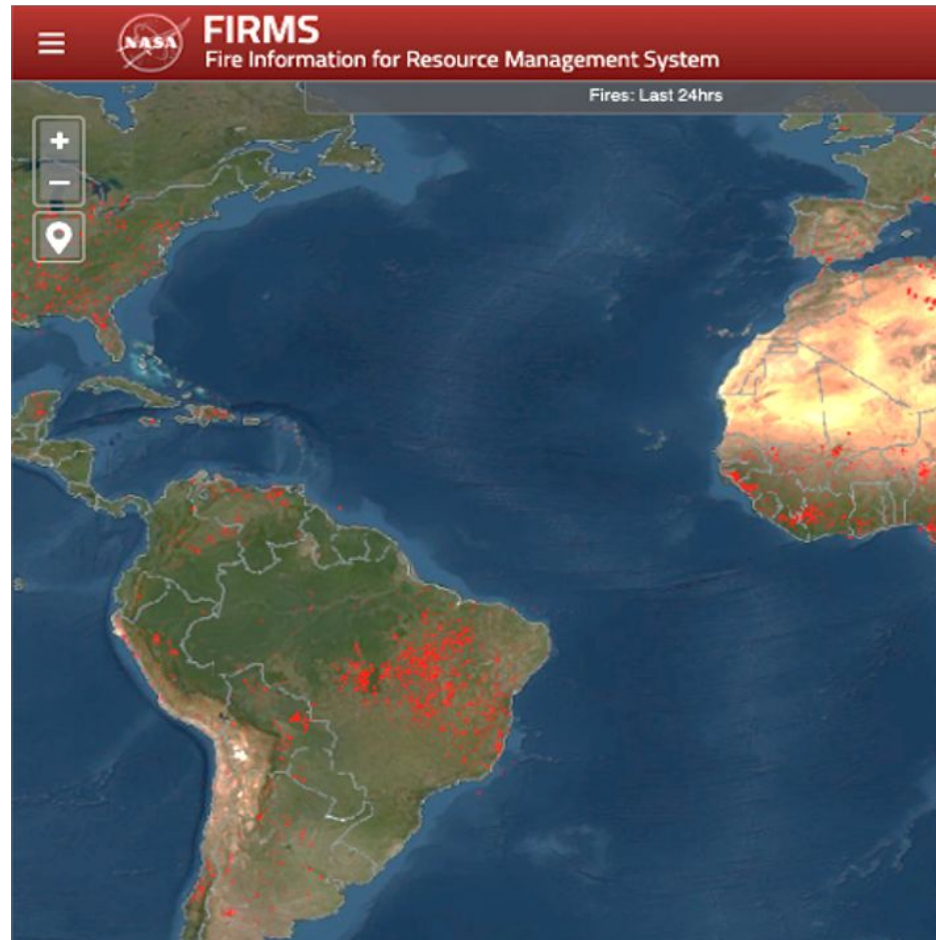 NASA
FIRMS
Fire Information for Resource Management System
Fires: Last 24hrs
+
−
S